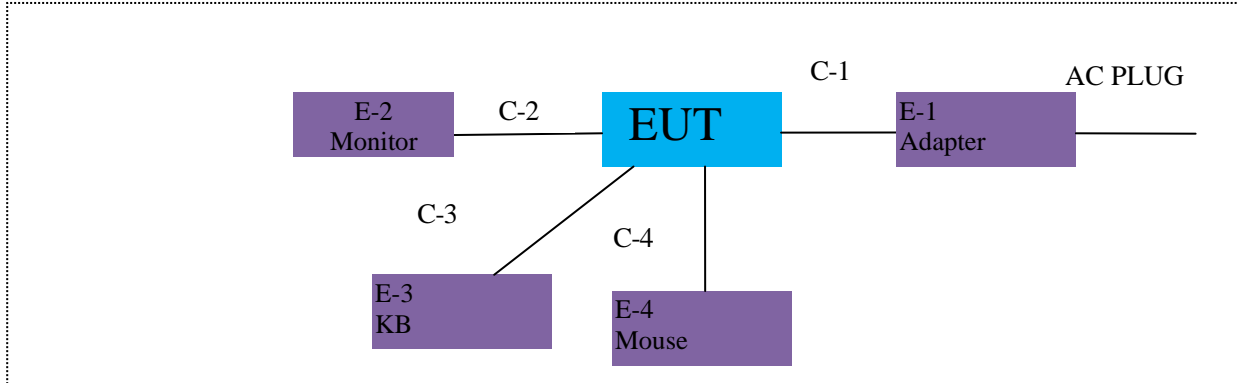 C-1
AC PLUG
E-2
Monitor
C-2
EUT
E-1
Adapter
C-3
C-4
E-3
KB
E-4
Mouse